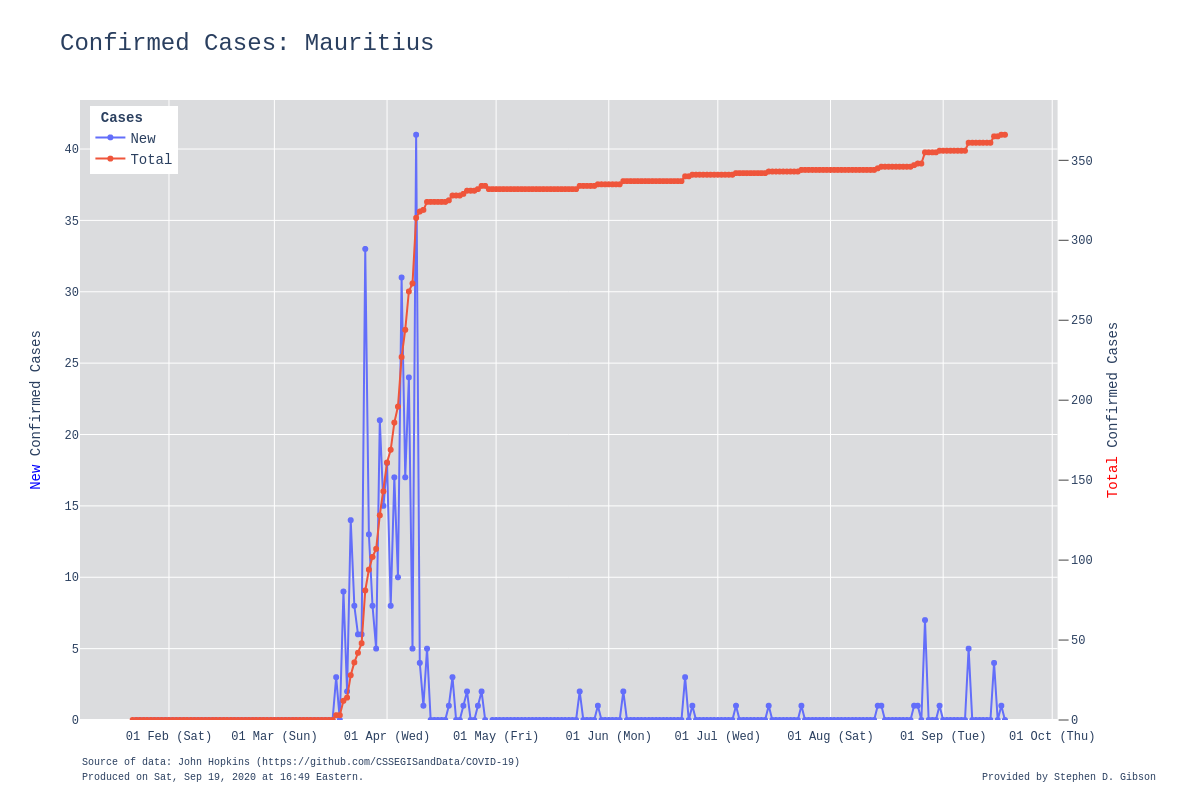 Confirmed Cases: Mauritius
Cases
New
Total
40
35
30
25
20
15
10
5
0
350
300
250
200
150
100
50
0
New Confirmed Cases
Total Confirmed Cases
01 Feb (Sat) 01 Mar (Sun) 01 Apr (Wed) 01 May (Fri) 01 Jun (Mon) 01 Jul (Wed) 01 Aug (Sat) 01 Sep (Tue) 01 Oct (Thu)
Source of data: John Hopkins (https://github.com/CSSEGISandData/COVID-19)
Produced on Sat, Sep 19, 2020 at 16:49 Eastern.
Provided by Stephen D. Gibson